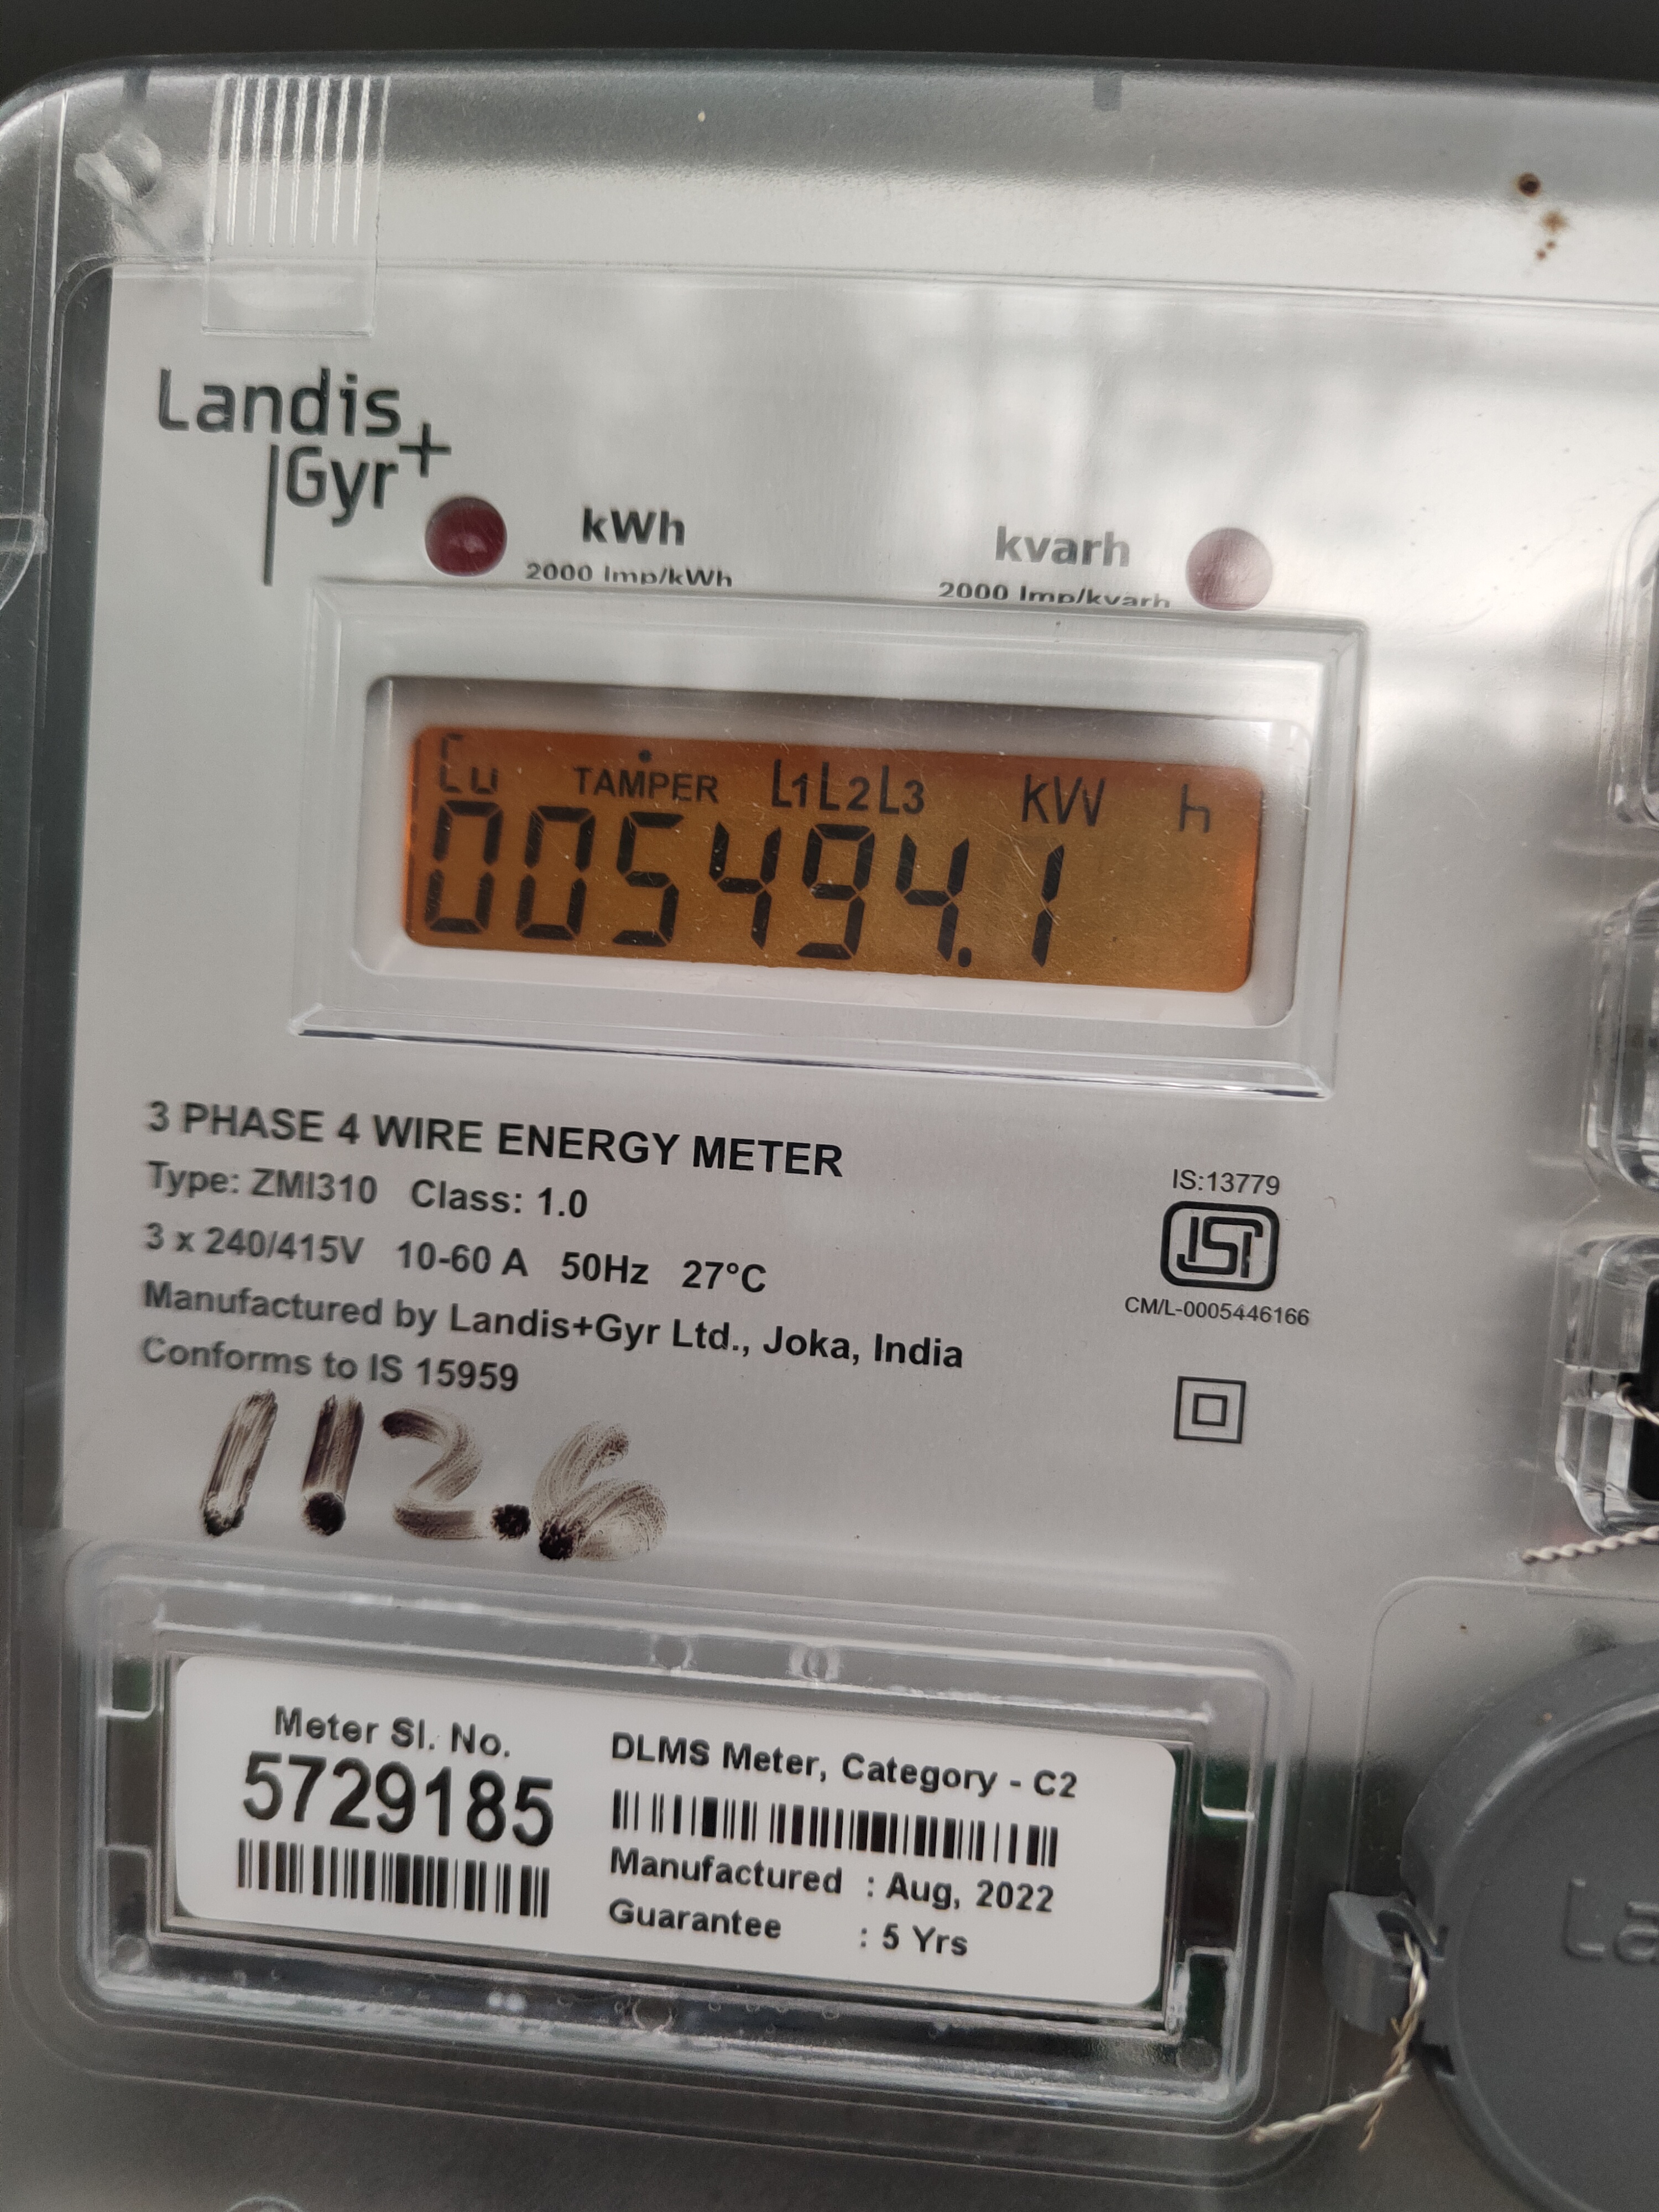 Landis
Gyr+
kWh
2000 Imp/kWh
kvarh
2000 Imp/kvarh
Cu TAMPER L1L2L3 kW h
005494.1
3 PHASE 4 WIRE ENERGY METER
Type: ZMI310 Class: 1.0
3 x 240/415V 10-60 A 50Hz 27°C
Manufactured by Landis+Gyr Ltd., Joka, India
Conforms to IS 15959
IS:13779
ISI
CM/L-0005446166
112.6
Meter Sl. No.
5729185
DLMS Meter, Category - C2
Manufactured : Aug, 2022
Guarantee : 5 Yrs
La